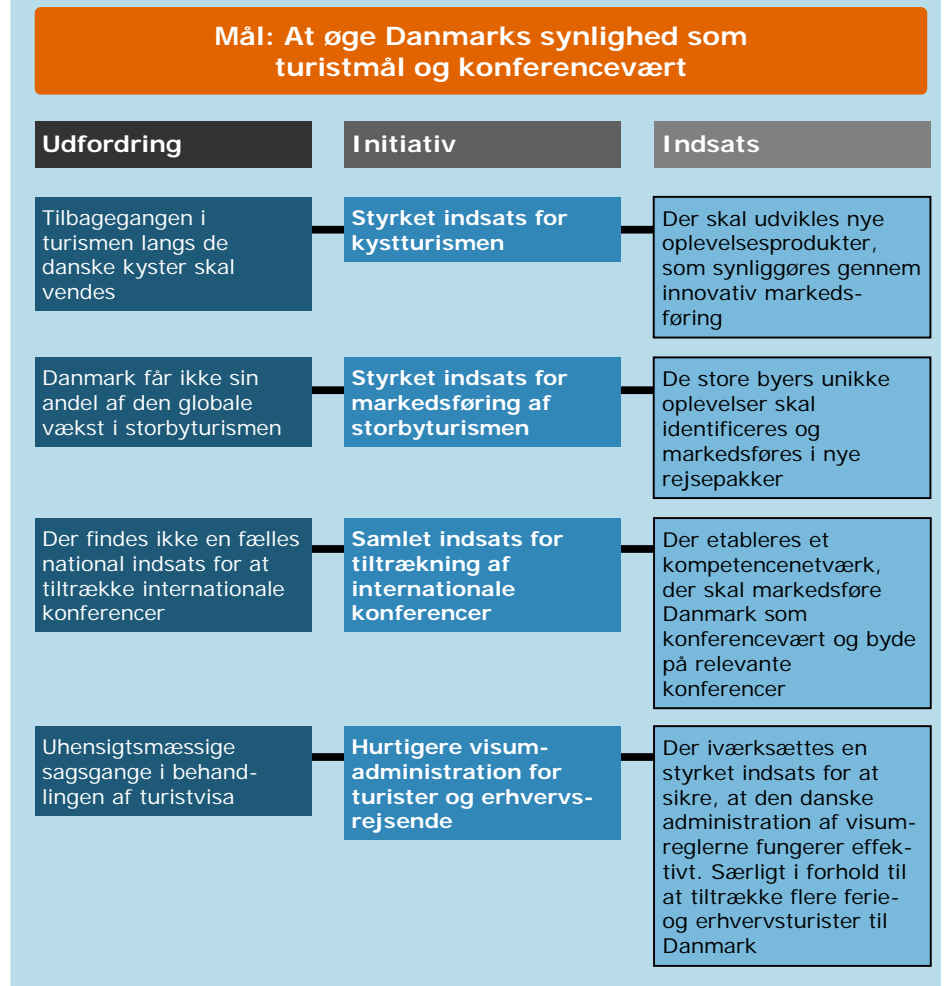 Mål: At øge Danmarks synlighed som
turistmål og konferencevært
Udfordring
Initiativ
Indsats
Tilbagegangen i
turismen langs de
danske kyster skal
vendes
Styrket indsats for
kystturismen
Der skal udvikles nye
oplevelsesprodukter,
som synliggøres gennem
innovativ markeds-
føring
Danmark får ikke sin
andel af den globale
vækst i storbyturismen
Styrket indsats for
markedsføring af
storbyturismen
De store byers unikke
oplevelser skal
identificeres og
markedsføres i nye
rejsepakker
Der findes ikke en fælles
national indsats for at
tiltrække internationale
konferencer
Samlet indsats for
tiltrækning af
internationale
konferencer
Der etableres et
kompetencenetværk,
der skal markedsføre
Danmark som
konferencevært og byde
på relevante
konferencer
Uhensigtsmæssige
sagsgange i behand-
lingen af turistvisa
Hurtigere visum-
administration for
turister og erhvervs-
rejsende
Der iværksættes en
styrket indsats for at
sikre, at den danske
administration af visum-
reglerne fungerer effek-
tivt. Særligt i forhold til
at tiltrække flere ferie-
og erhvervsturister til
Danmark